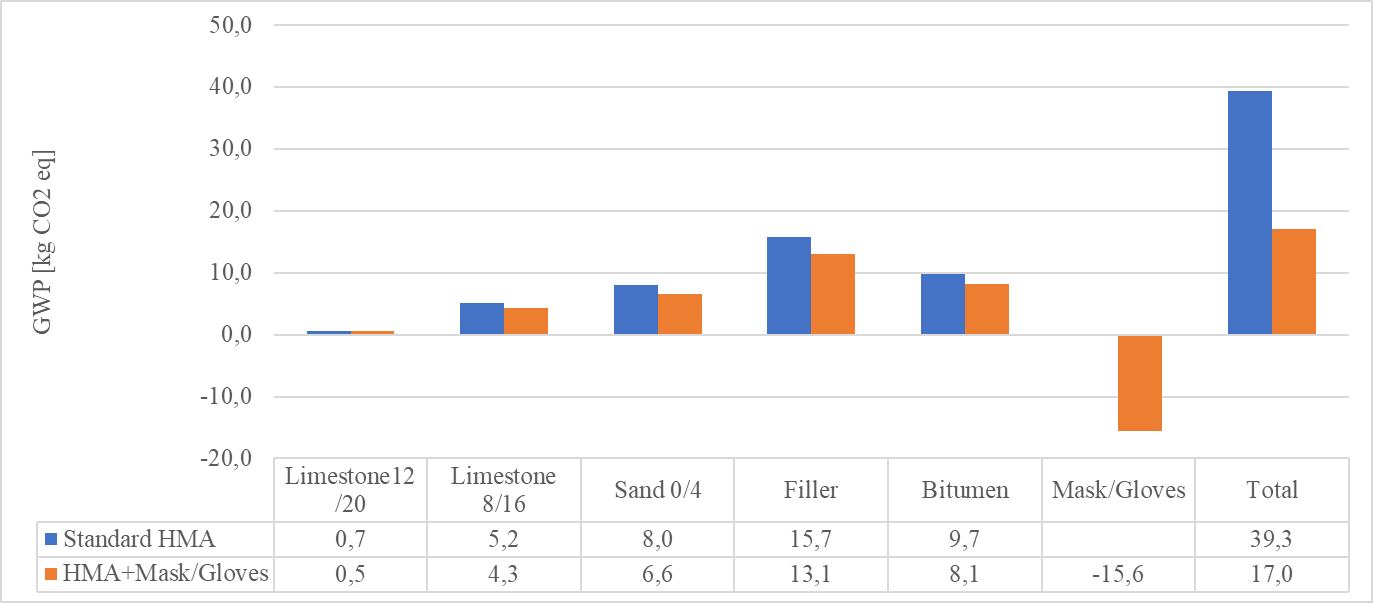 50,0
40,0
30,0
20,0
10,0
0,0
-10,0
-20,0
GWP [kg CO2 eq]
Limestone12
/20
Limestone
8/16
Sand 0/4
Filler
Bitumen
Mask/Gloves
Total
Standard HMA 0,7 5,2 8,0 15,7 9,7 39,3
HMA+Mask/Gloves 0,5 4,3 6,6 13,1 8,1 -15,6 17,0